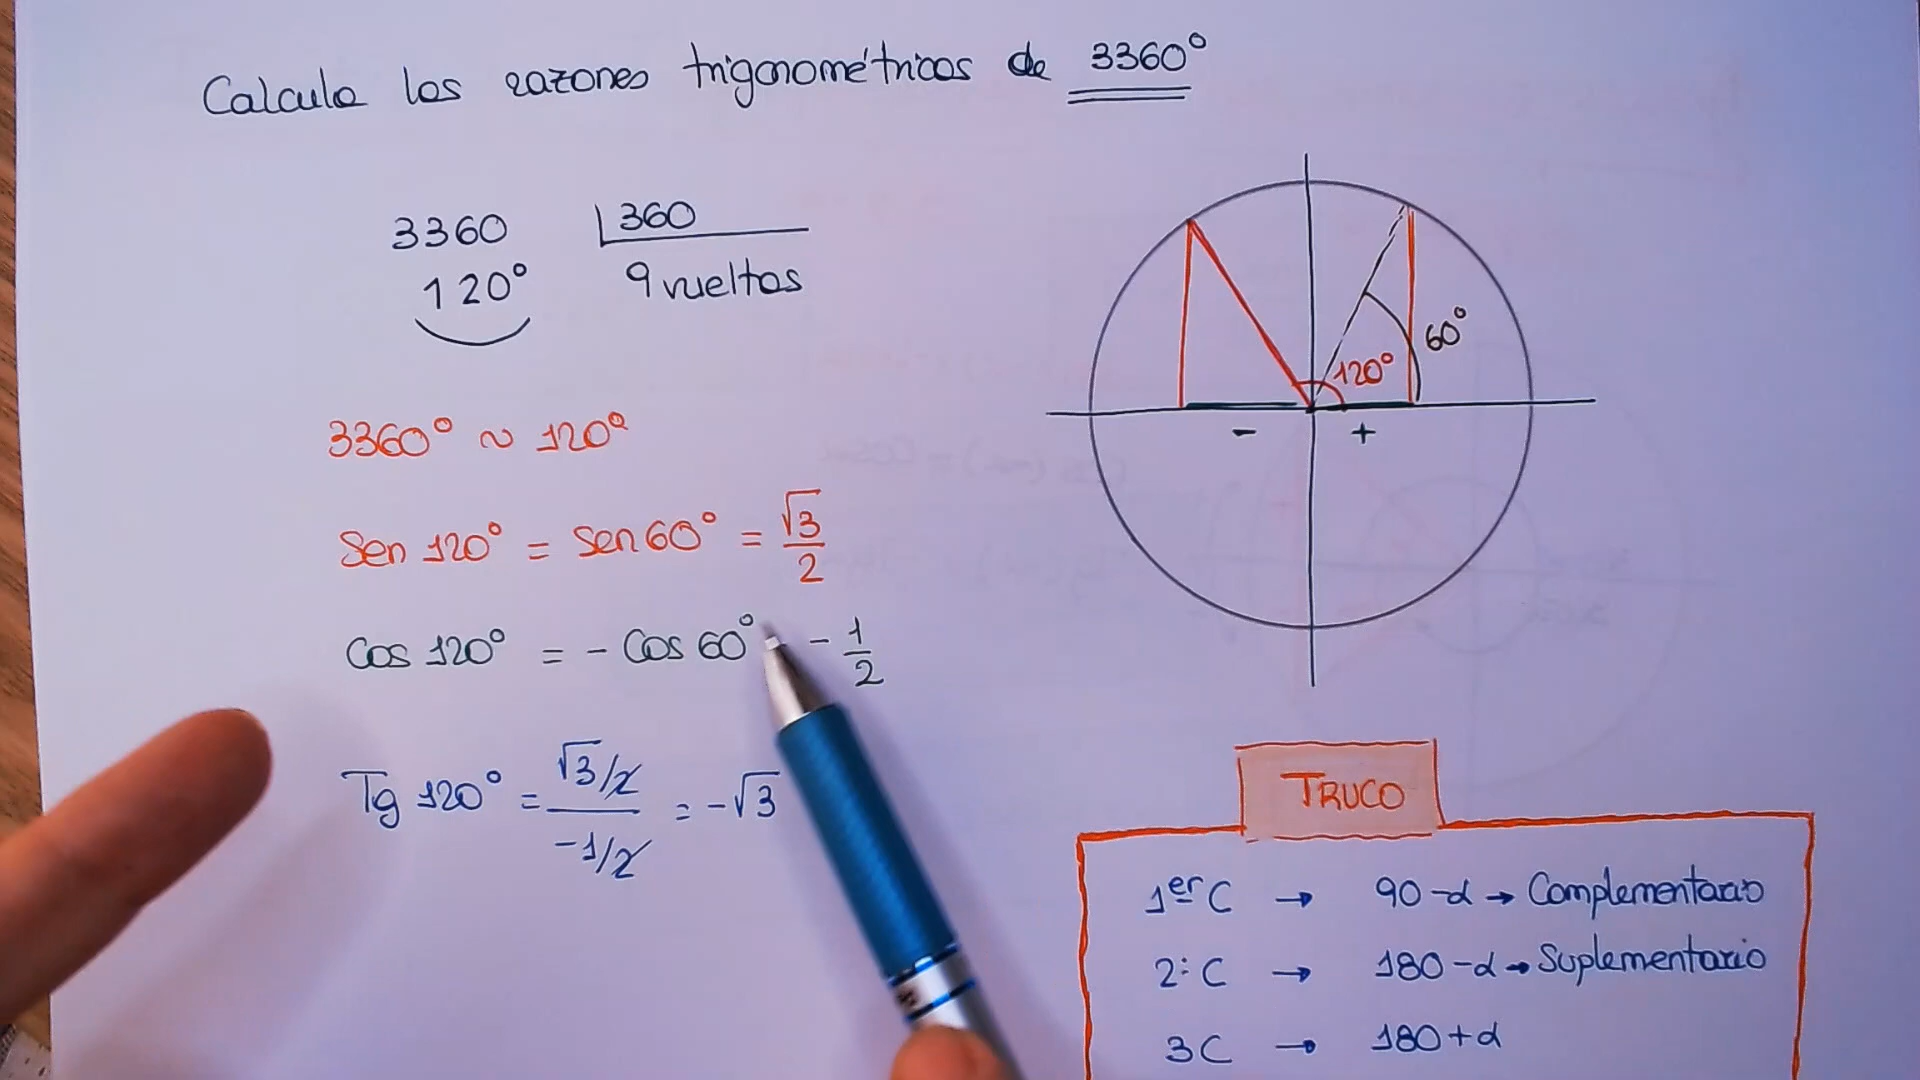 Calcula las razones trigonométricas de 3360°
3360 360
120° 9 vueltas
3360° ~ 120°
Sen 120° = sen 60° = √3/2
Cos 120° = - Cos 60° - 1/2
Tg 120° = √3/2 / -1/2 = -√3
120°
60°
- +
TRUCO
1er C → 90-α → Complementario
2º C → 180-α → Suplementario
3C → 180+α